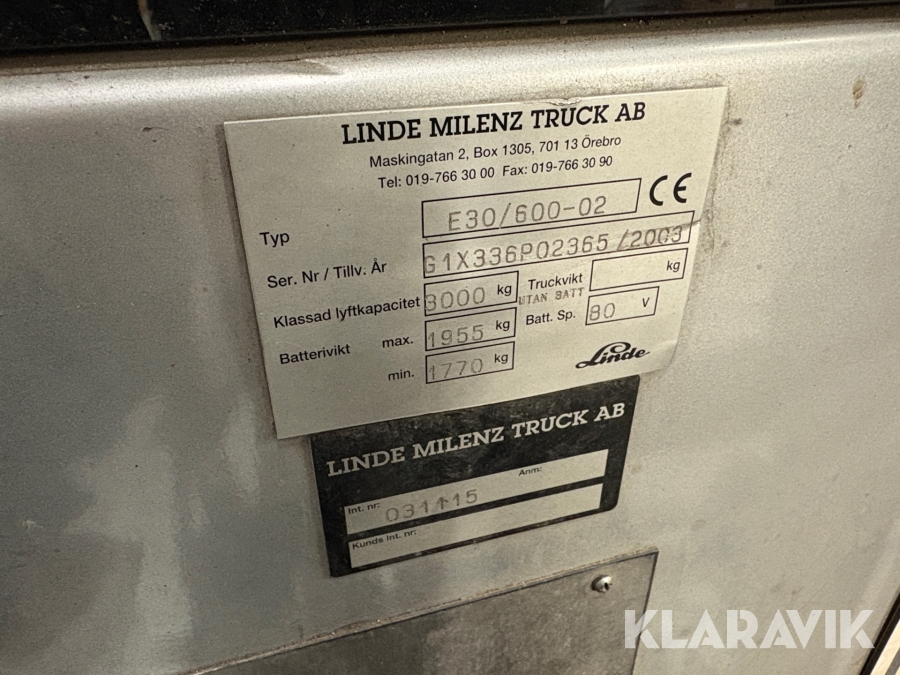 LINDE MILENZ TRUCK AB
Maskingatan 2, Box 1305, 701 13 Örebro
Tel: 019-766 30 00 Fax: 019-766 30 90
Typ E30/600-02 CE
Ser. Nr / Tillv. År G1X336P02365/2003
Klassad lyftkapacitet 3000 kg Truckvikt kg
UTAN BATT
Batterivikt max. 1955 kg Batt. Sp. 80 V
min. 1770 kg Linde
LINDE MILENZ TRUCK AB
Int. nr: 031115 Anm:
Kunds Int. nr:
KLARAVIK